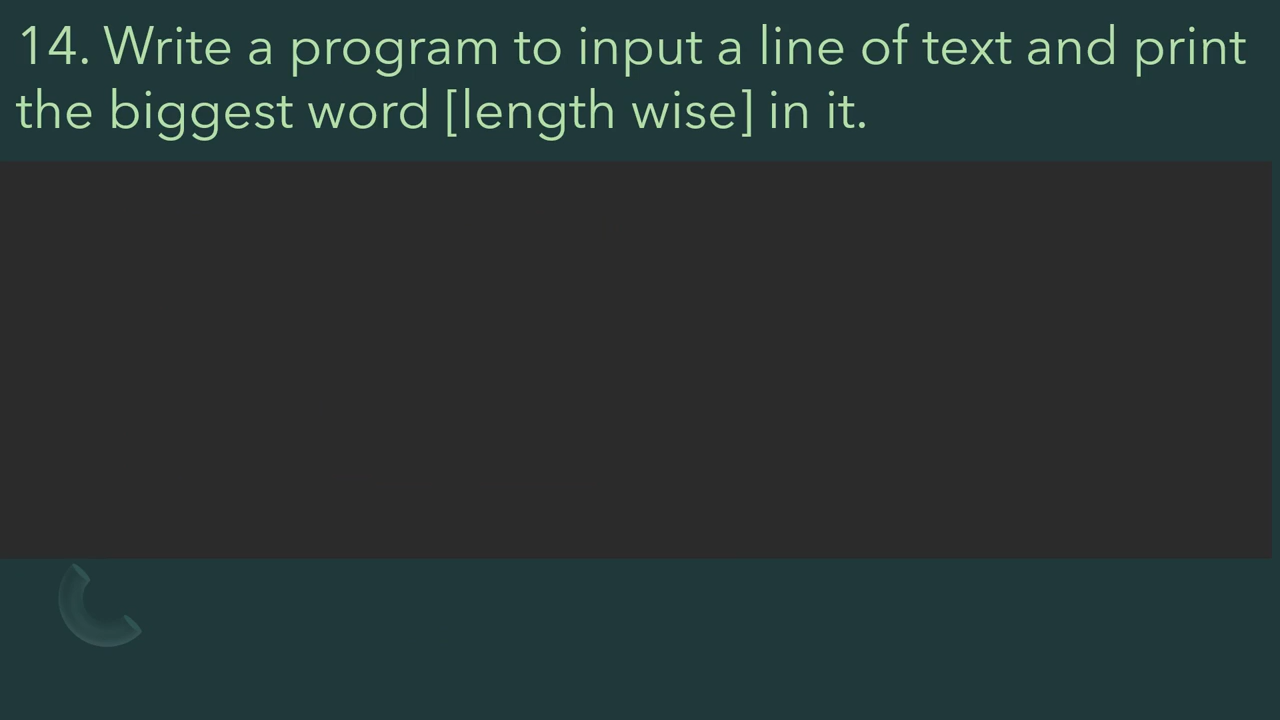 14. Write a program to input a line of text and print
the biggest word [length wise] in it.